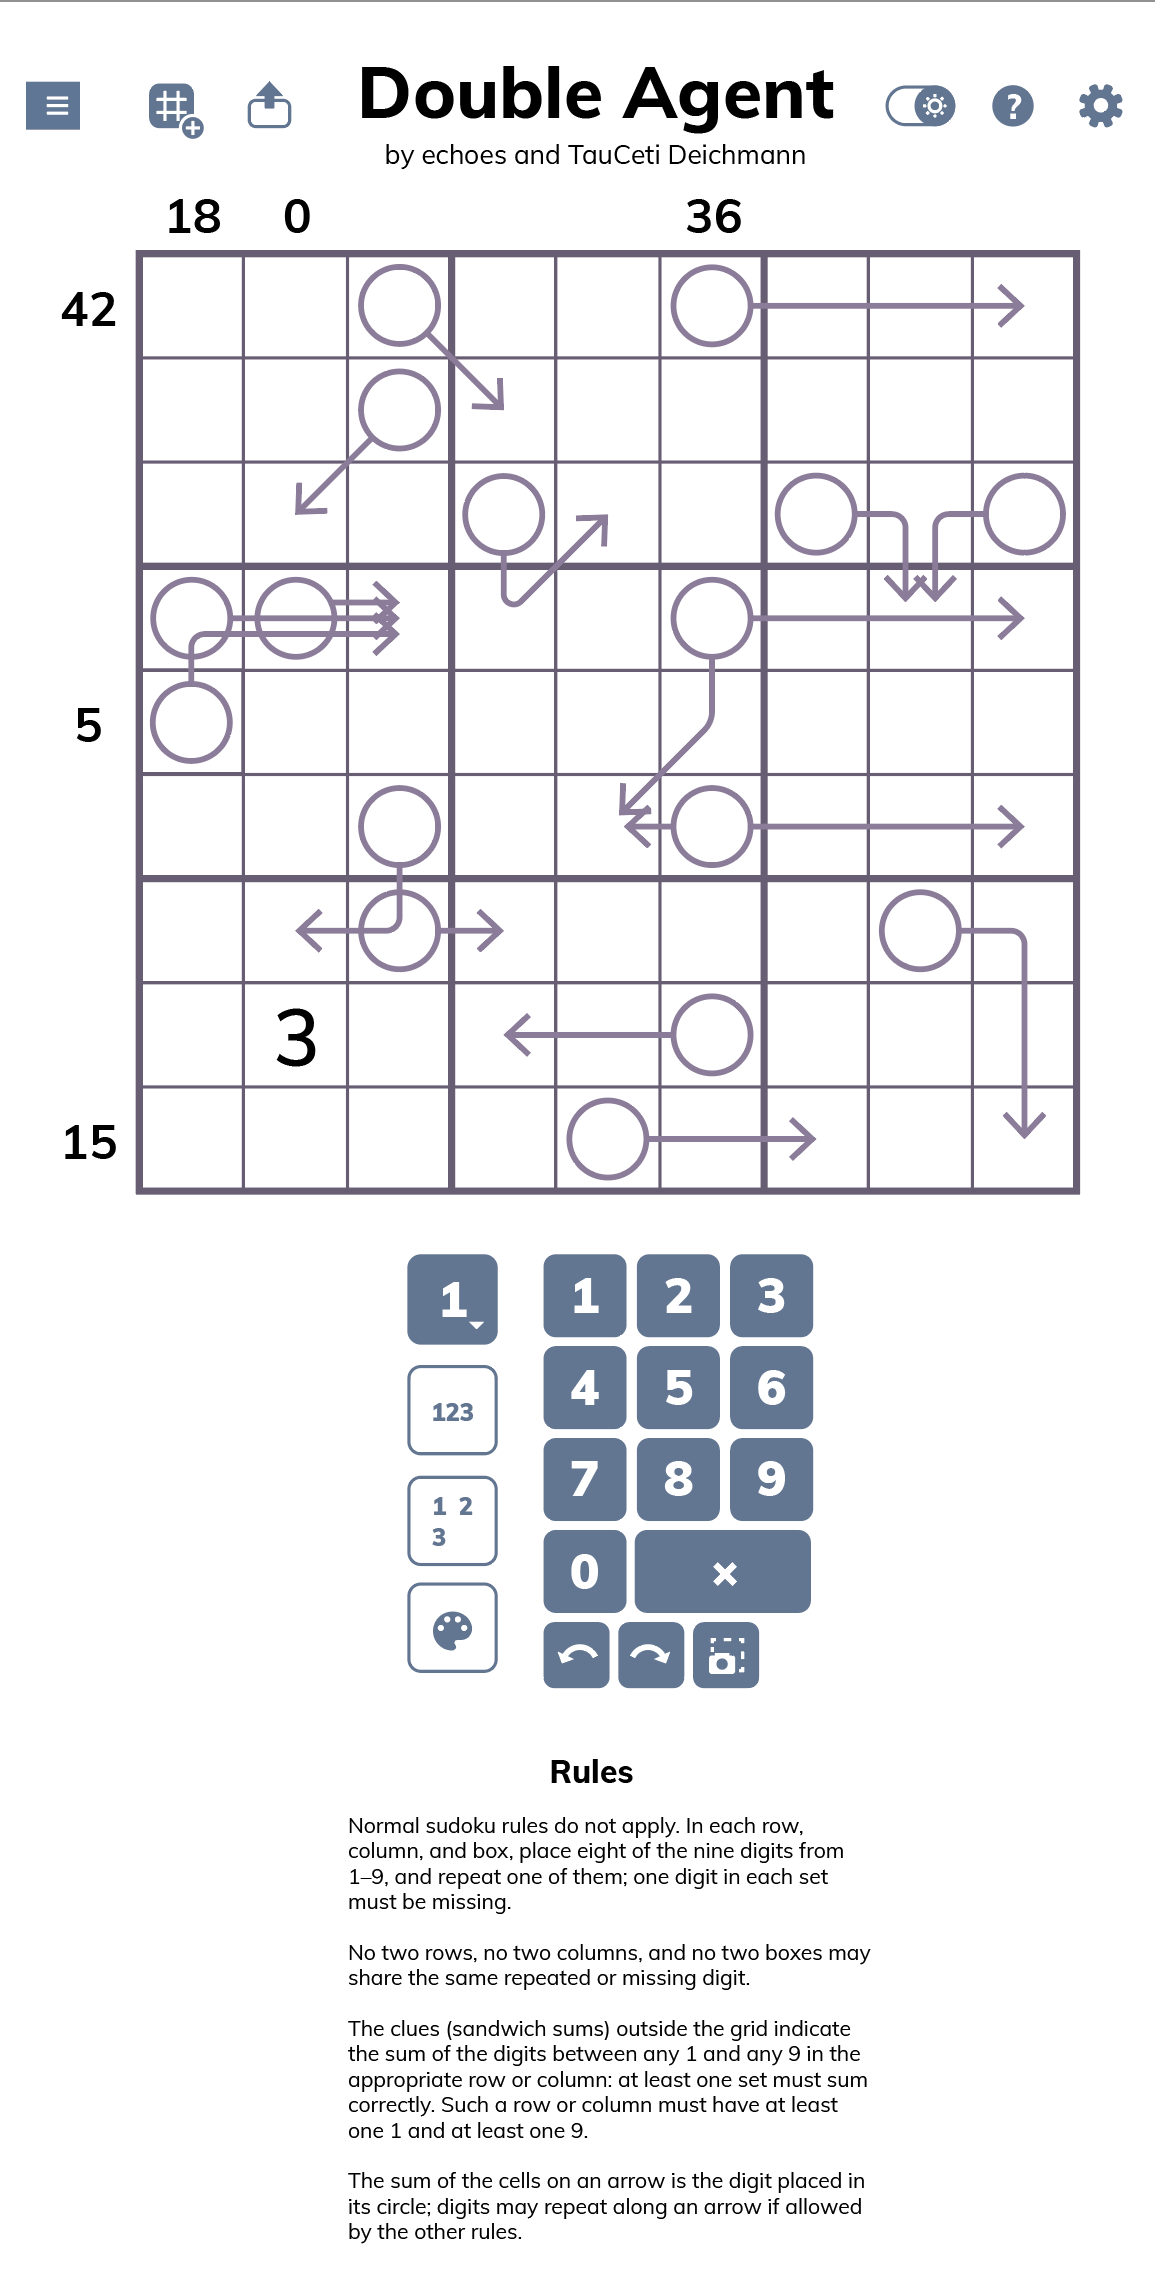 Double Agent
by echoes and TauCeti Deichmann
18 0 36
42
5
3
15
1 1 2 3
123 4 5 6
1 2
3
7 8 9
0 ×
Rules
Normal sudoku rules do not apply. In each row,
column, and box, place eight of the nine digits from
1–9, and repeat one of them; one digit in each set
must be missing.
No two rows, no two columns, and no two boxes may
share the same repeated or missing digit.
The clues (sandwich sums) outside the grid indicate
the sum of the digits between any 1 and any 9 in the
appropriate row or column: at least one set must sum
correctly. Such a row or column must have at least
one 1 and at least one 9.
The sum of the cells on an arrow is the digit placed in
its circle; digits may repeat along an arrow if allowed
by the other rules.